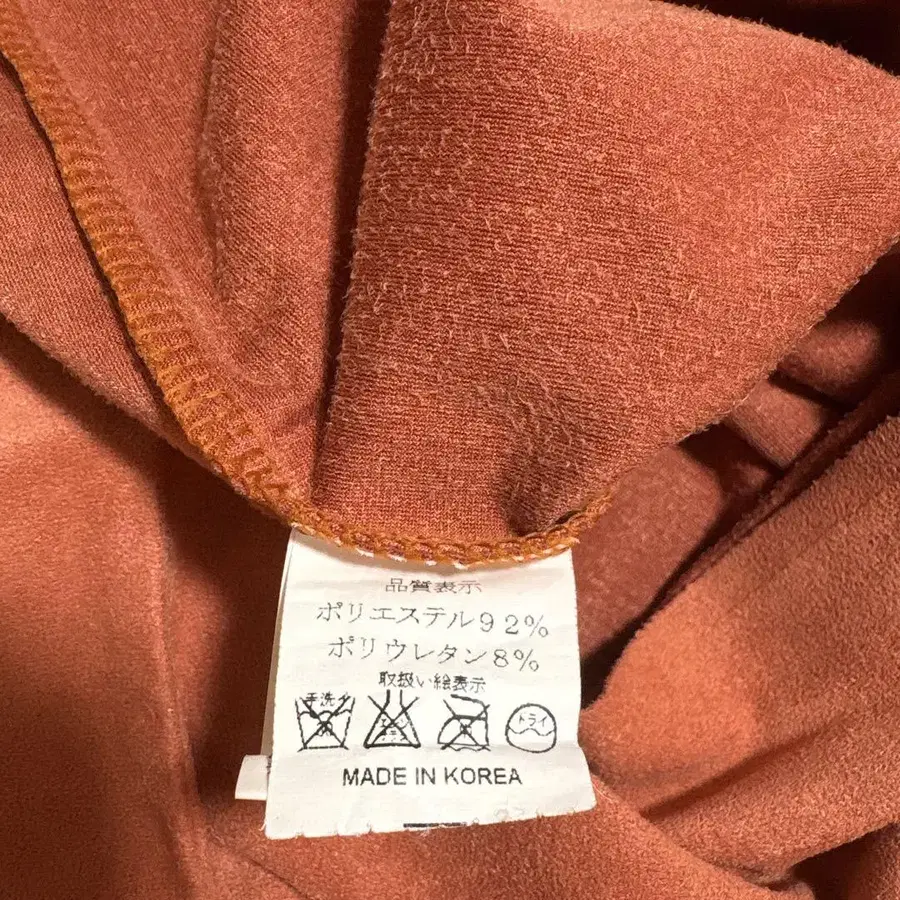 品質表示
ポリエステル92%
ポリウレタン8%
取扱い絵表示
手洗イ
ドライ
MADE IN KOREA